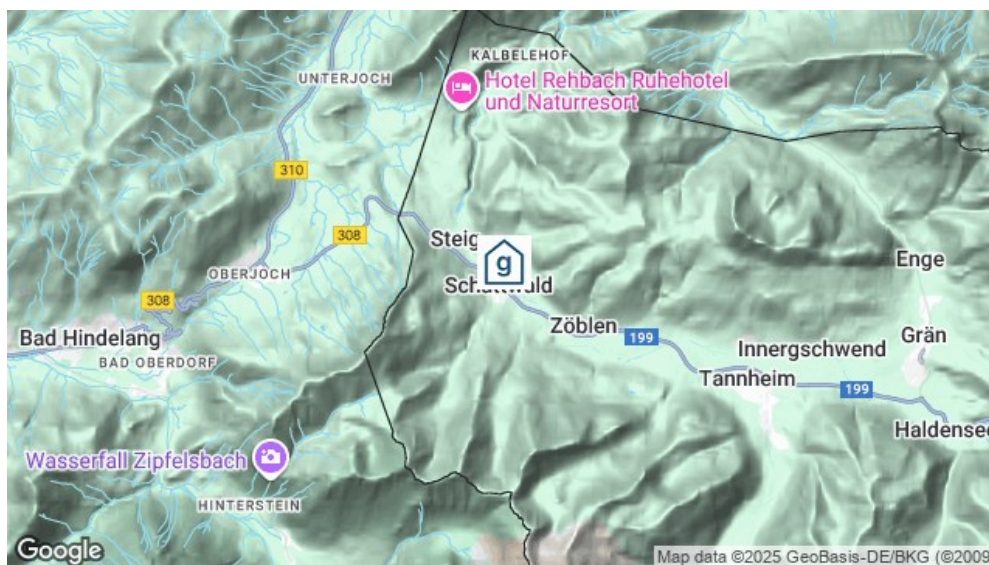 KALBELEHOF
UNTERJOCH
Hotel Rehbach Ruhehotel
und Naturresort
310
308
Steig
g
OBERJOCH
Schattwald
Enge
308
Zöblen
199
Grän
Bad Hindelang
Innergschwend
BAD OBERDORF
Tannheim
199
Haldensee
Wasserfall Zipfelsbach
HINTERSTEIN
Google
Map data ©2025 GeoBasis-DE/BKG (©2009